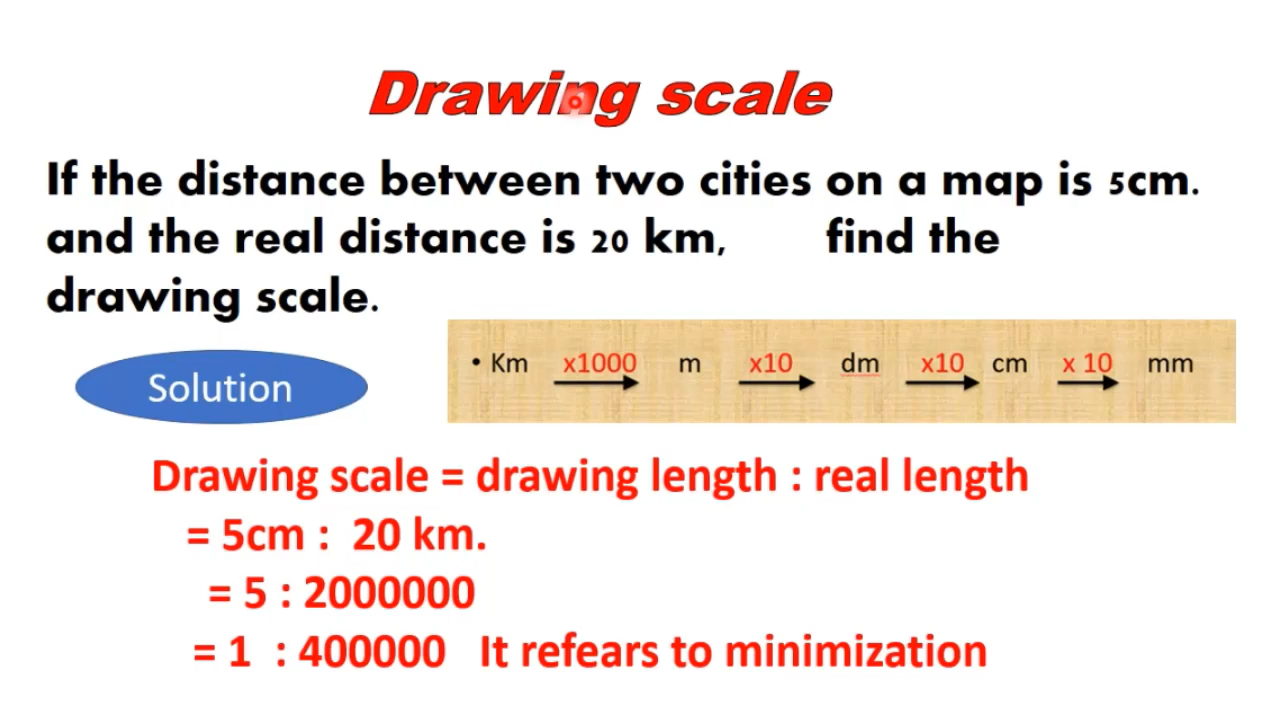 Drawing scale
If the distance between two cities on a map is 5cm.
and the real distance is 20 km, find the
drawing scale.
Solution
• Km x1000 m x10 dm x10 cm x 10 mm
Drawing scale = drawing length : real length
= 5cm : 20 km.
= 5 : 2000000
= 1 : 400000 It refears to minimization